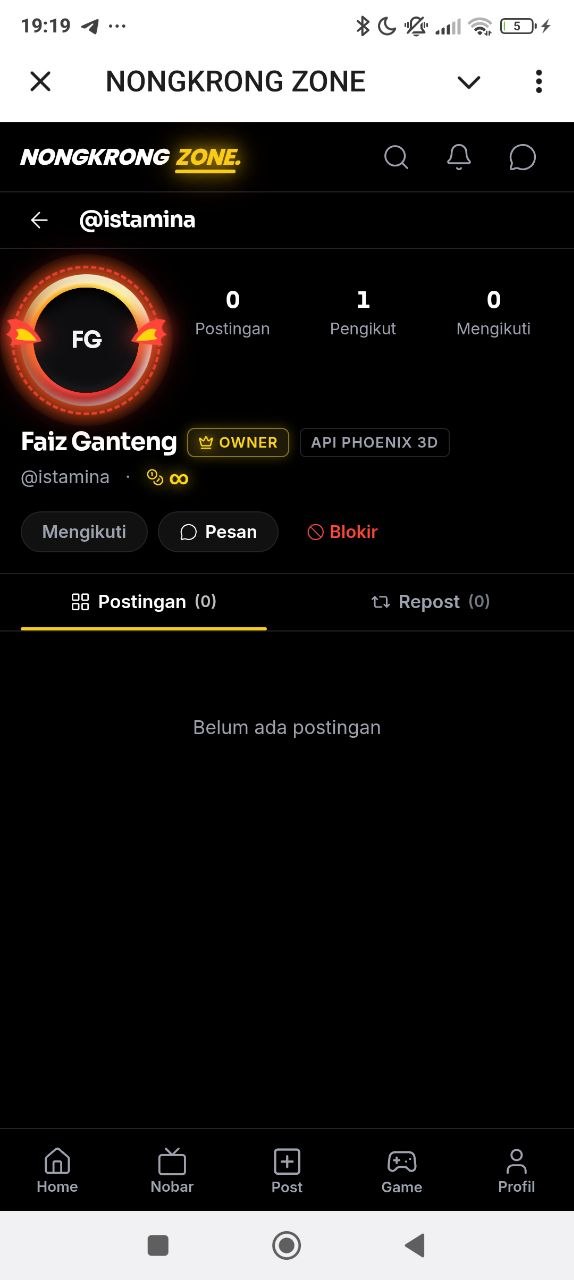 19:19
5
NONGKRONG ZONE
NONGKRONG ZONE.
@istamina
FG
0 1 0
Postingan Pengikut Mengikuti
Faiz Ganteng OWNER API PHOENIX 3D
@istamina · ∞
Mengikuti Pesan Blokir
Postingan (0) Repost (0)
Belum ada postingan
Home Nobar Post Game Profil